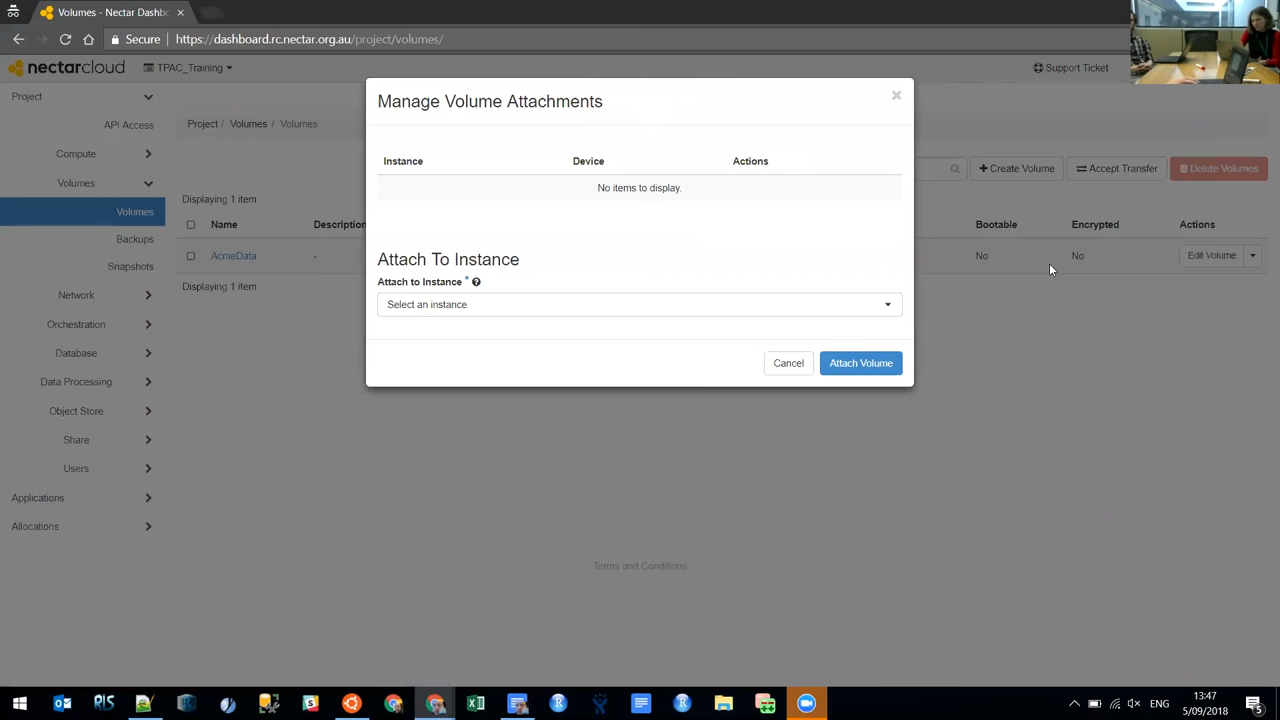 Volumes - Nectar Dashbo
Secure
https://dashboard.rc.nectar.org.au/project/volumes/
nectarcloud
TPAC_Training
Support Ticket
Project
API Access
Compute
Volumes
Volumes
Backups
Snapshots
Network
Orchestration
Database
Data Processing
Object Store
Share
Users
Applications
Allocations
Project / Volumes / Volumes
Create Volume
Accept Transfer
Delete Volumes
Displaying 1 item
Name
Description
Bootable
Encrypted
Actions
AcmeData
-
No
No
Edit Volume
Displaying 1 item
Manage Volume Attachments
Instance
Device
Actions
No items to display.
Attach To Instance
Attach to Instance *
Select an instance
Cancel
Attach Volume
Terms and Conditions
ENG
13:47
5/09/2018
5